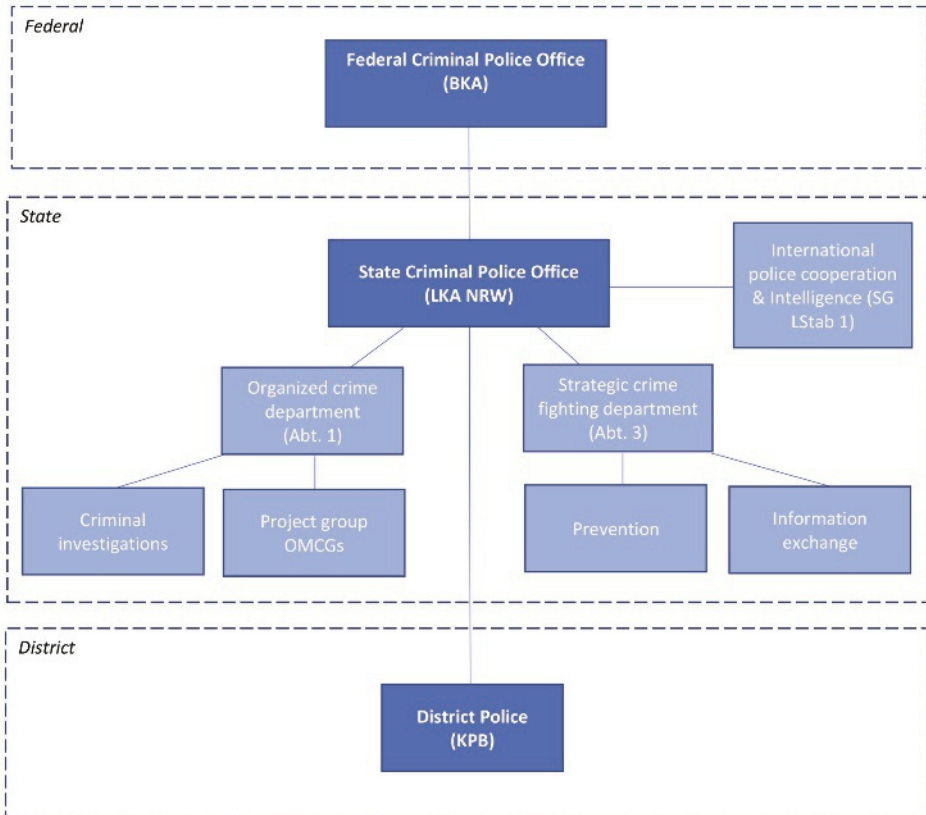 Federal
Federal Criminal Police Office
(BKA)
State
State Criminal Police Office
(LKA NRW)
International
police cooperation
& Intelligence (SG
LStab 1)
Organized crime
department
(Abt. 1)
Strategic crime
fighting department
(Abt. 3)
Criminal
investigations
Project group
OMCGs
Prevention
Information
exchange
District
District Police
(KPB)